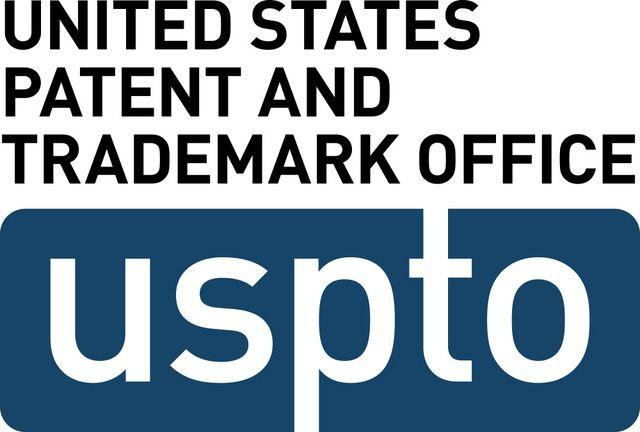 UNITED STATES
PATENT AND
TRADEMARK OFFICE
uspto